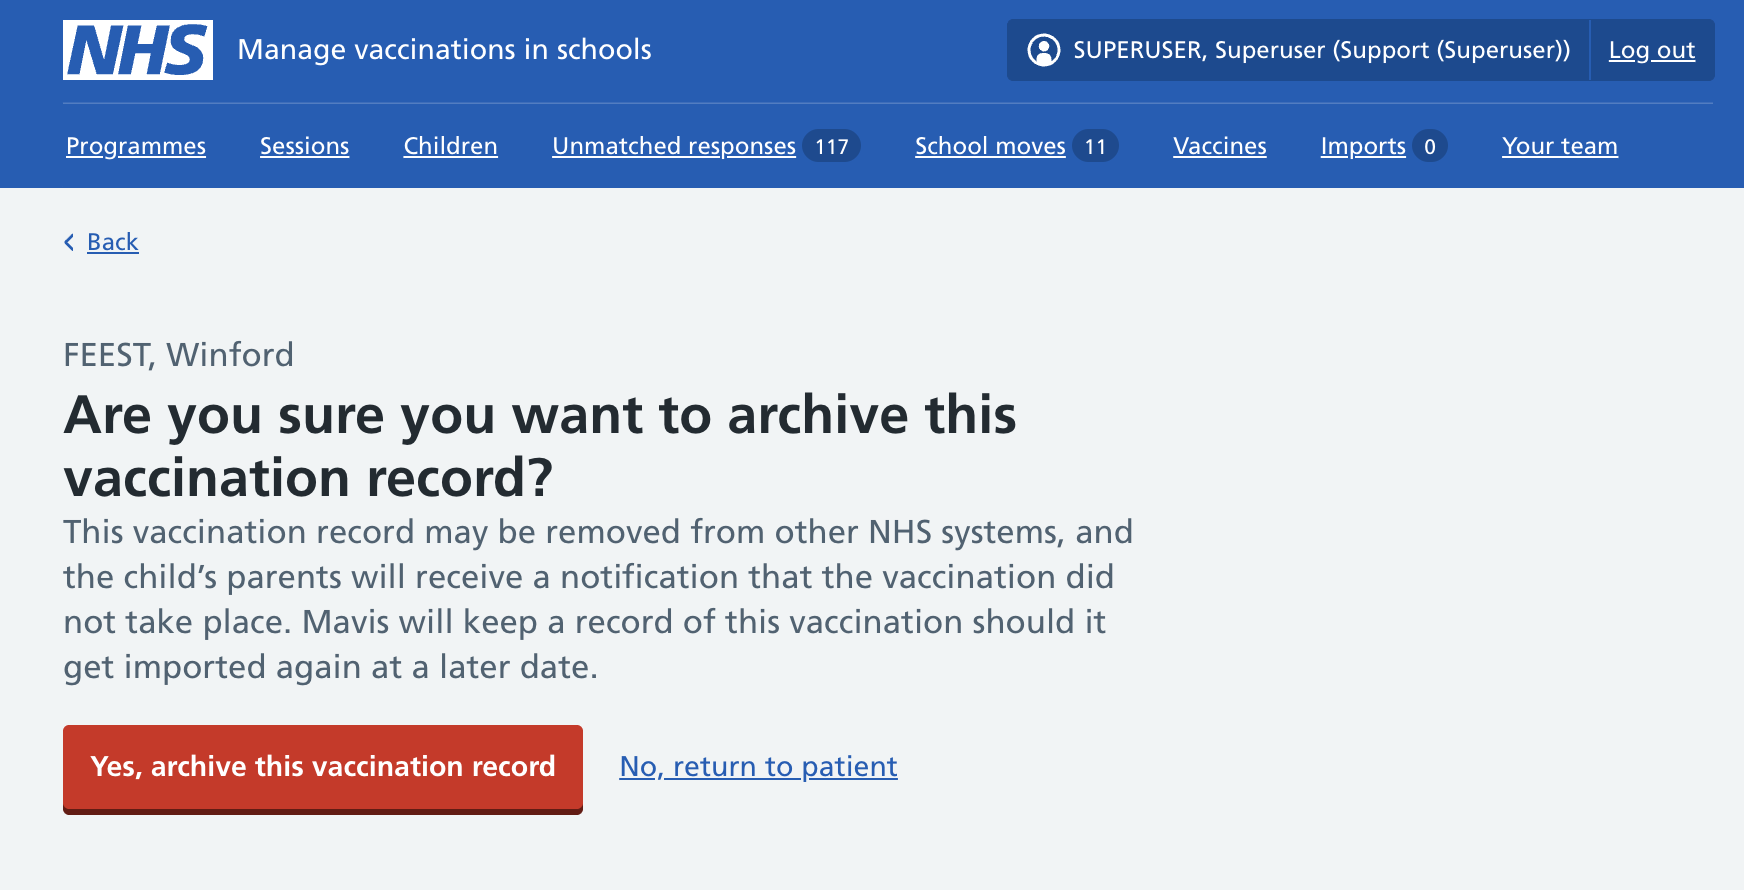 NHS Manage vaccinations in schools SUPERUSER, Superuser (Support (Superuser)) Log out
Programmes Sessions Children Unmatched responses 117 School moves 11 Vaccines Imports 0 Your team
Back
FEEST, Winford
Are you sure you want to archive this
vaccination record?
This vaccination record may be removed from other NHS systems, and
the child’s parents will receive a notification that the vaccination did
not take place. Mavis will keep a record of this vaccination should it
get imported again at a later date.
Yes, archive this vaccination record No, return to patient